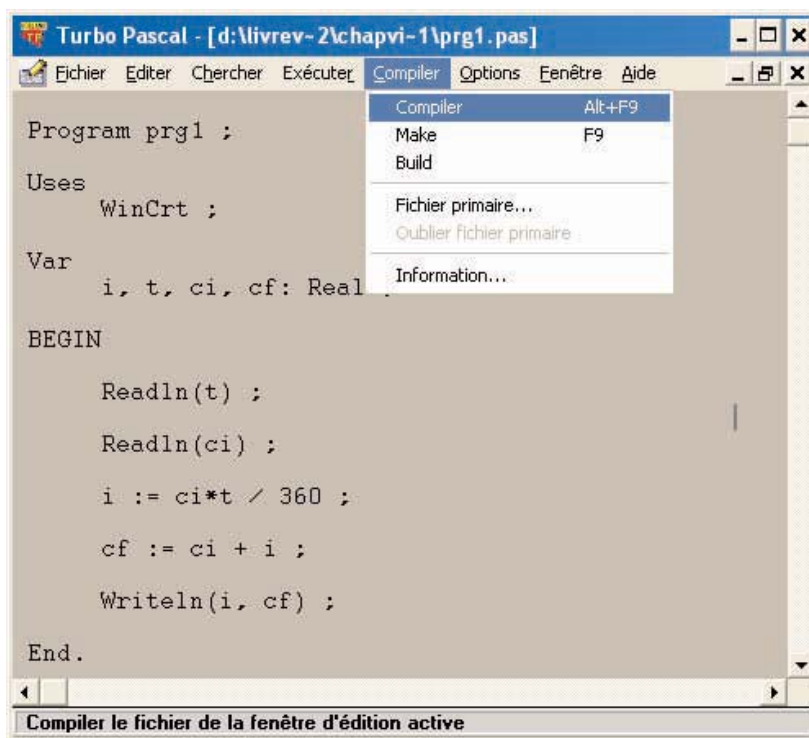 Turbo Pascal - [d:\livrev~2\chapvi~1\prg1.pas]
Fichier Editer Chercher Exécuter Compiler Options Fenêtre Aide
Compiler Alt+F9
Make F9
Build
Fichier primaire...
Oublier fichier primaire
Information...
Program prg1 ;
Uses
WinCrt ;
Var
i, t, ci, cf: Real
BEGIN
Readln(t) ;
Readln(ci) ;
i := ci*t / 360 ;
cf := ci + i ;
Writeln(i, cf) ;
End.
Compiler le fichier de la fenêtre d'édition active